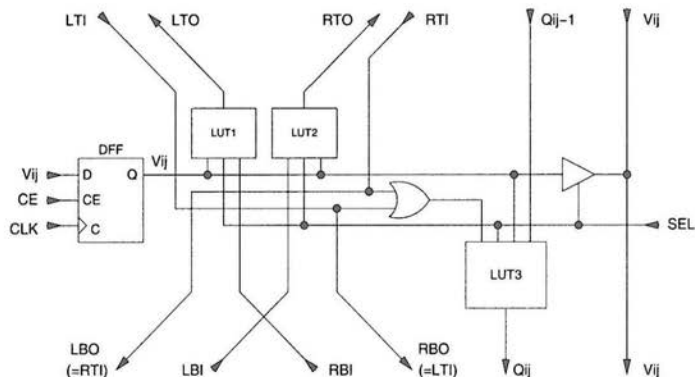 LTI LTO RTO RTI Qij-1 Vij
LUT1 LUT2
DFF
Vij D Q Vij
CE CE
CLK C
SEL
LUT3
LBO LBI RBI RBO Qij Vij
(=RTI) (=LTI)